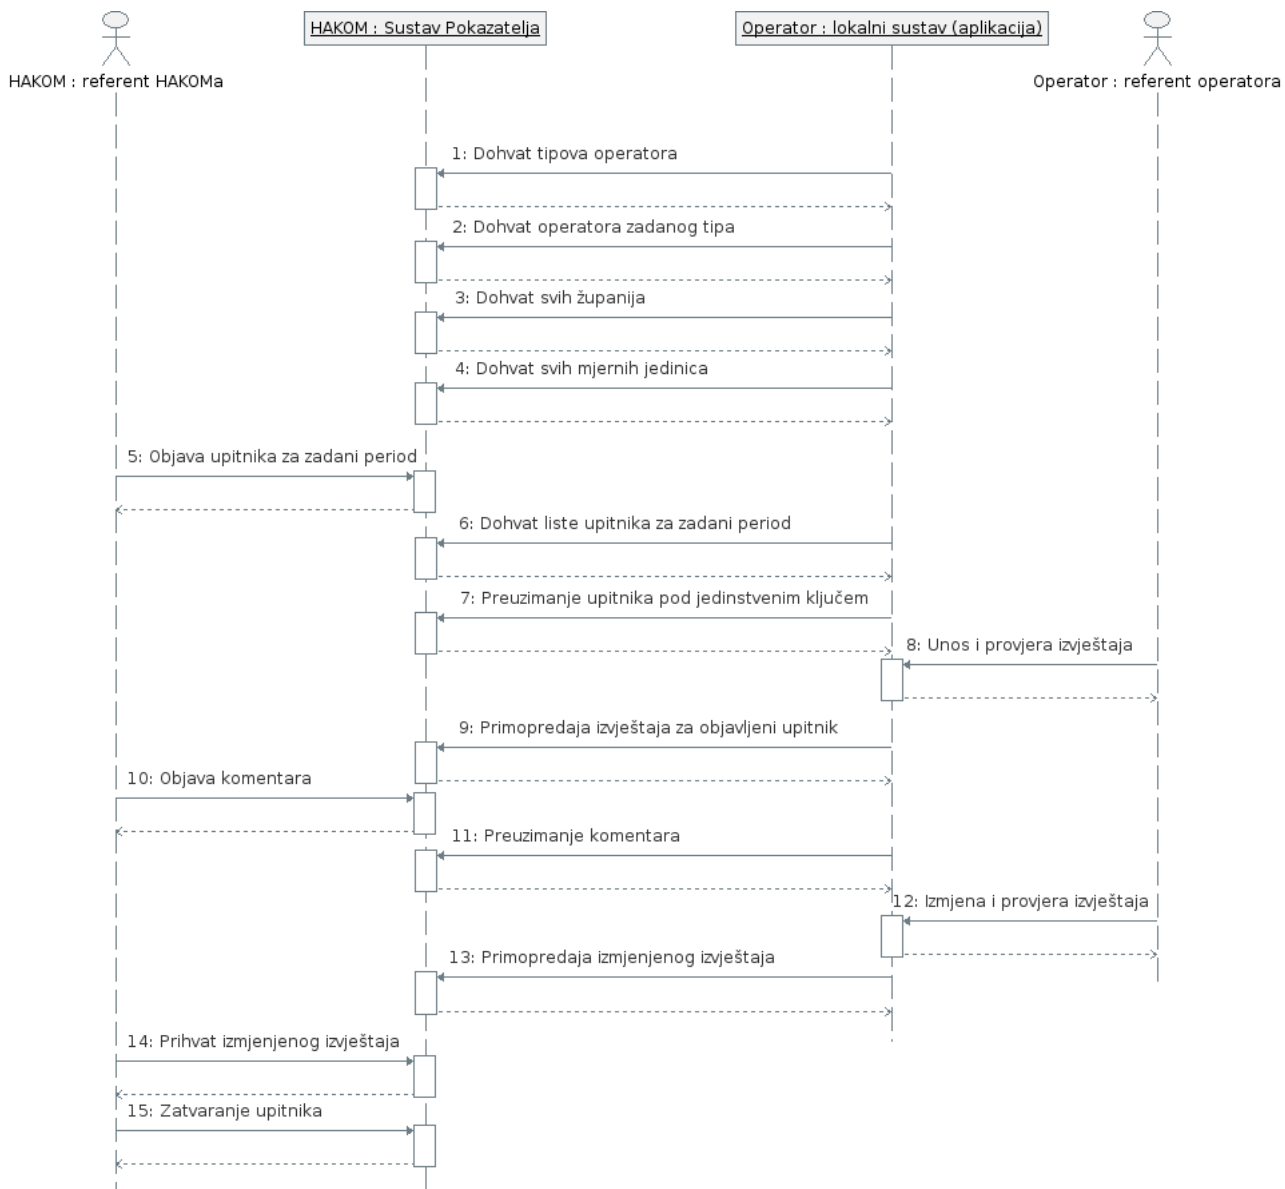 HAKOM : Sustav Pokazatelja
Operator : lokalni sustav (aplikacija)
HAKOM : referent HAKOMa
Operator : referent operatora
1: Dohvat tipova operatora
2: Dohvat operatora zadanog tipa
3: Dohvat svih županija
4: Dohvat svih mjernih jedinica
5: Objava upitnika za zadani period
6: Dohvat liste upitnika za zadani period
7: Preuzimanje upitnika pod jedinstvenim ključem
8: Unos i provjera izvještaja
9: Primopredaja izvještaja za objavljeni upitnik
10: Objava komentara
11: Preuzimanje komentara
12: Izmjena i provjera izvještaja
13: Primopredaja izmjenjenog izvještaja
14: Prihvat izmjenjenog izvještaja
15: Zatvaranje upitnika